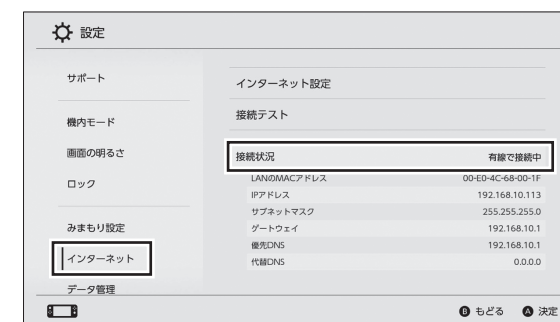 設定
サポート
機内モード
画面の明るさ
ロック
みまもり設定
インターネット
データ管理
インターネット設定
接続テスト
接続状況 有線で接続中
LANのMACアドレス 00-E0-4C-68-00-1F
IPアドレス 192.168.10.113
サブネットマスク 255.255.255.0
ゲートウェイ 192.168.10.1
優先DNS 192.168.10.1
代替DNS 0.0.0.0
B もどる A 決定